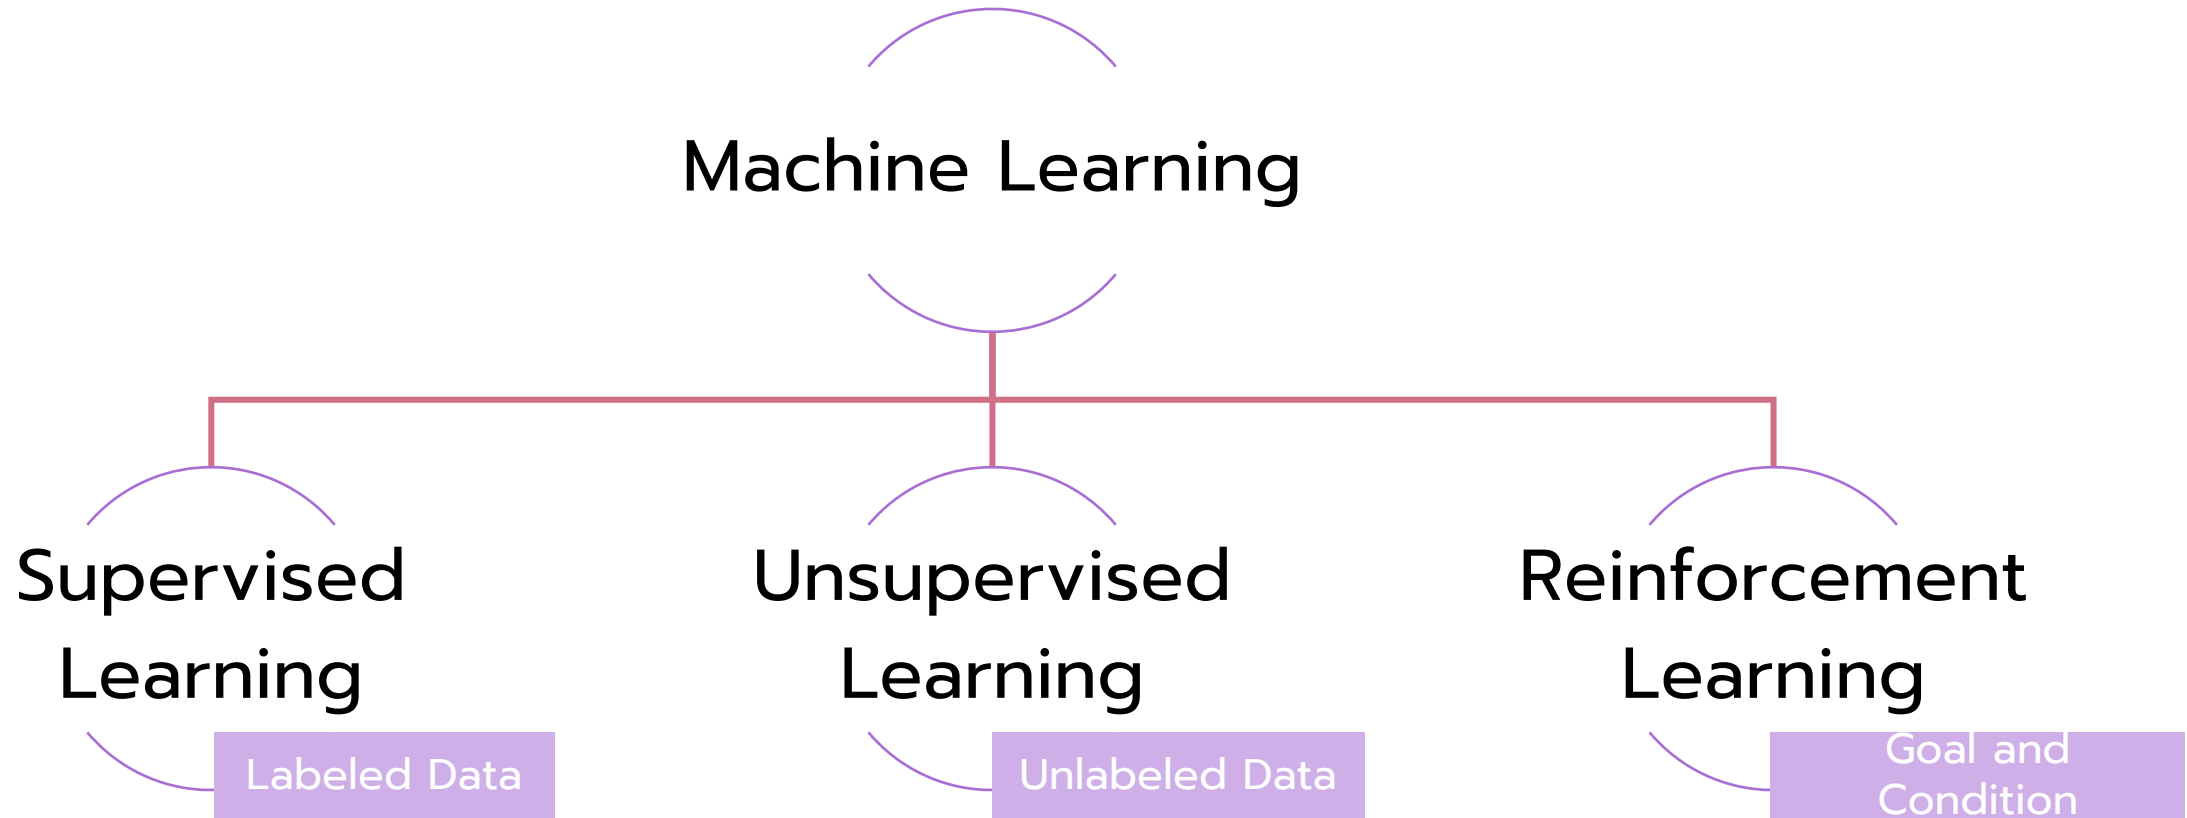 Machine Learning
Supervised
Learning
Labeled Data
Unsupervised
Learning
Unlabeled Data
Reinforcement
Learning
Goal and
Condition